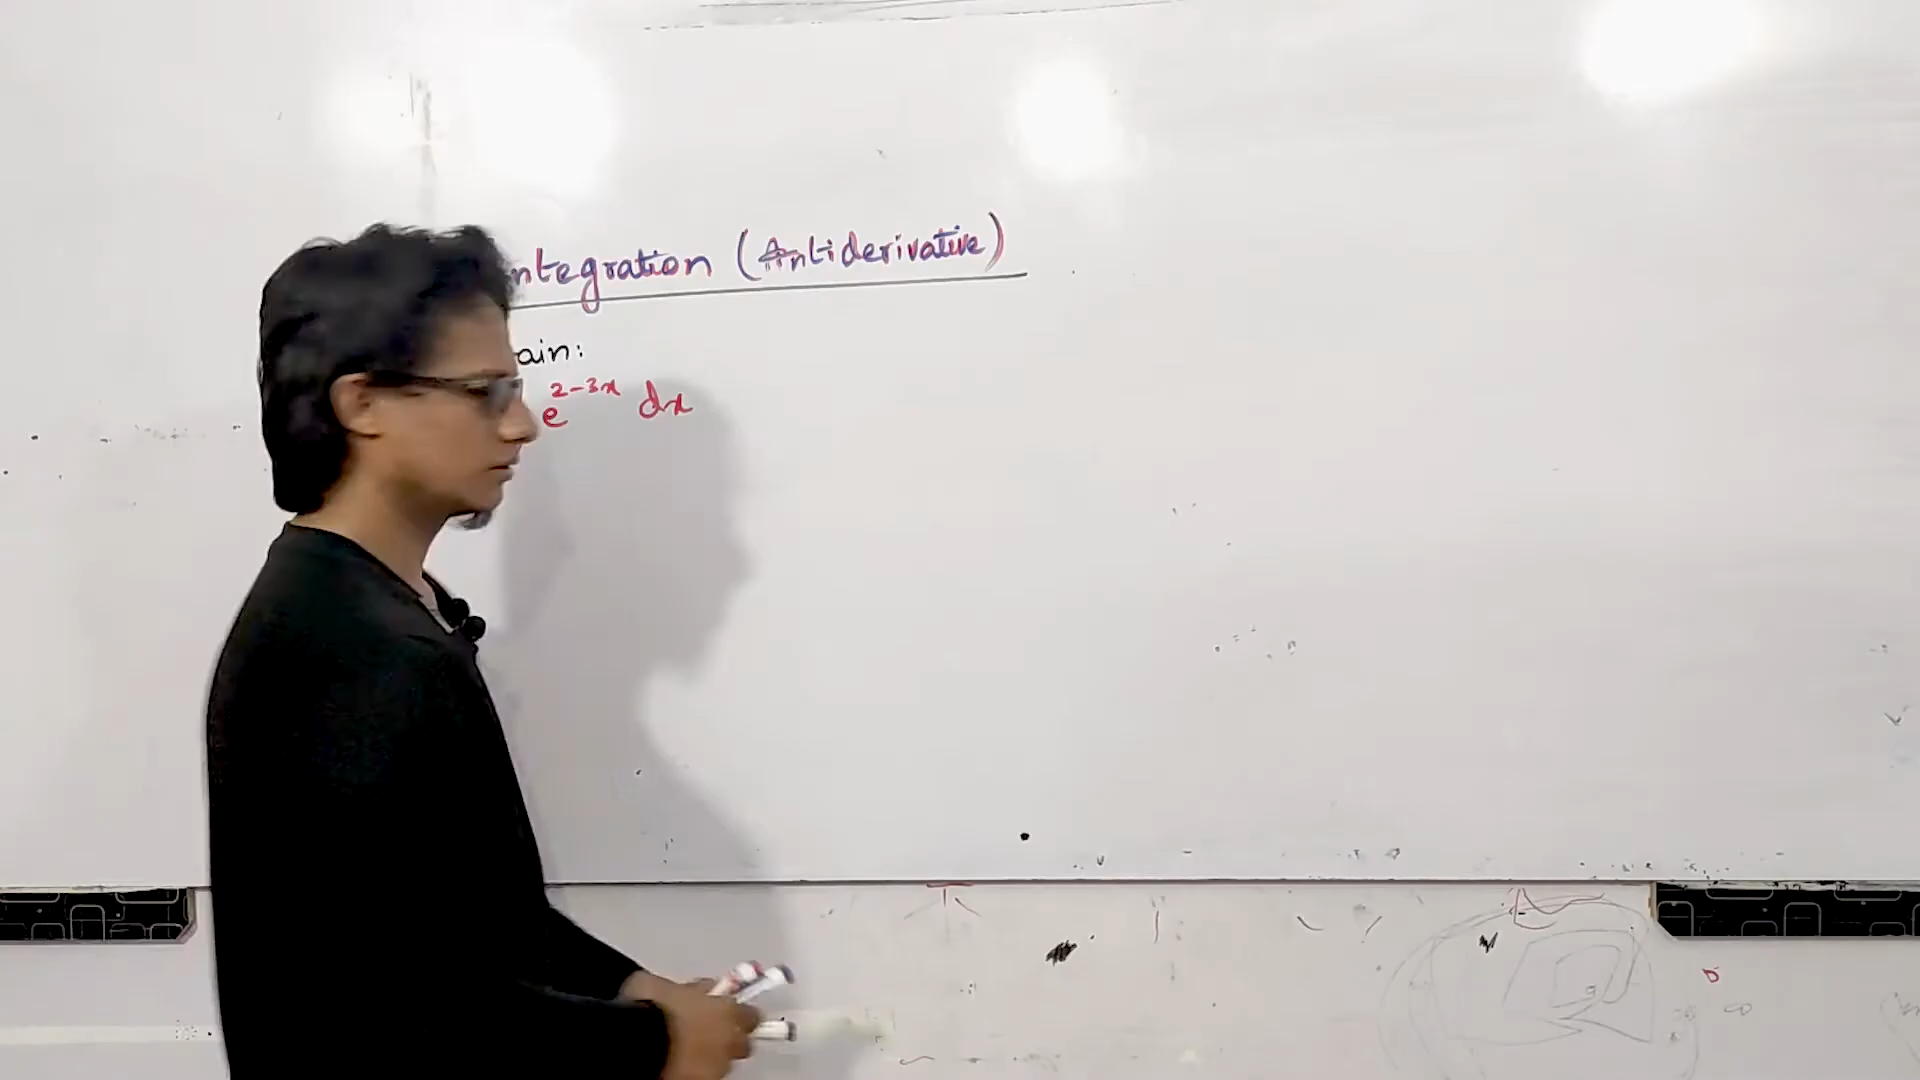 ntegration (Antiderivative)
ain:
e^{2-3x} dx